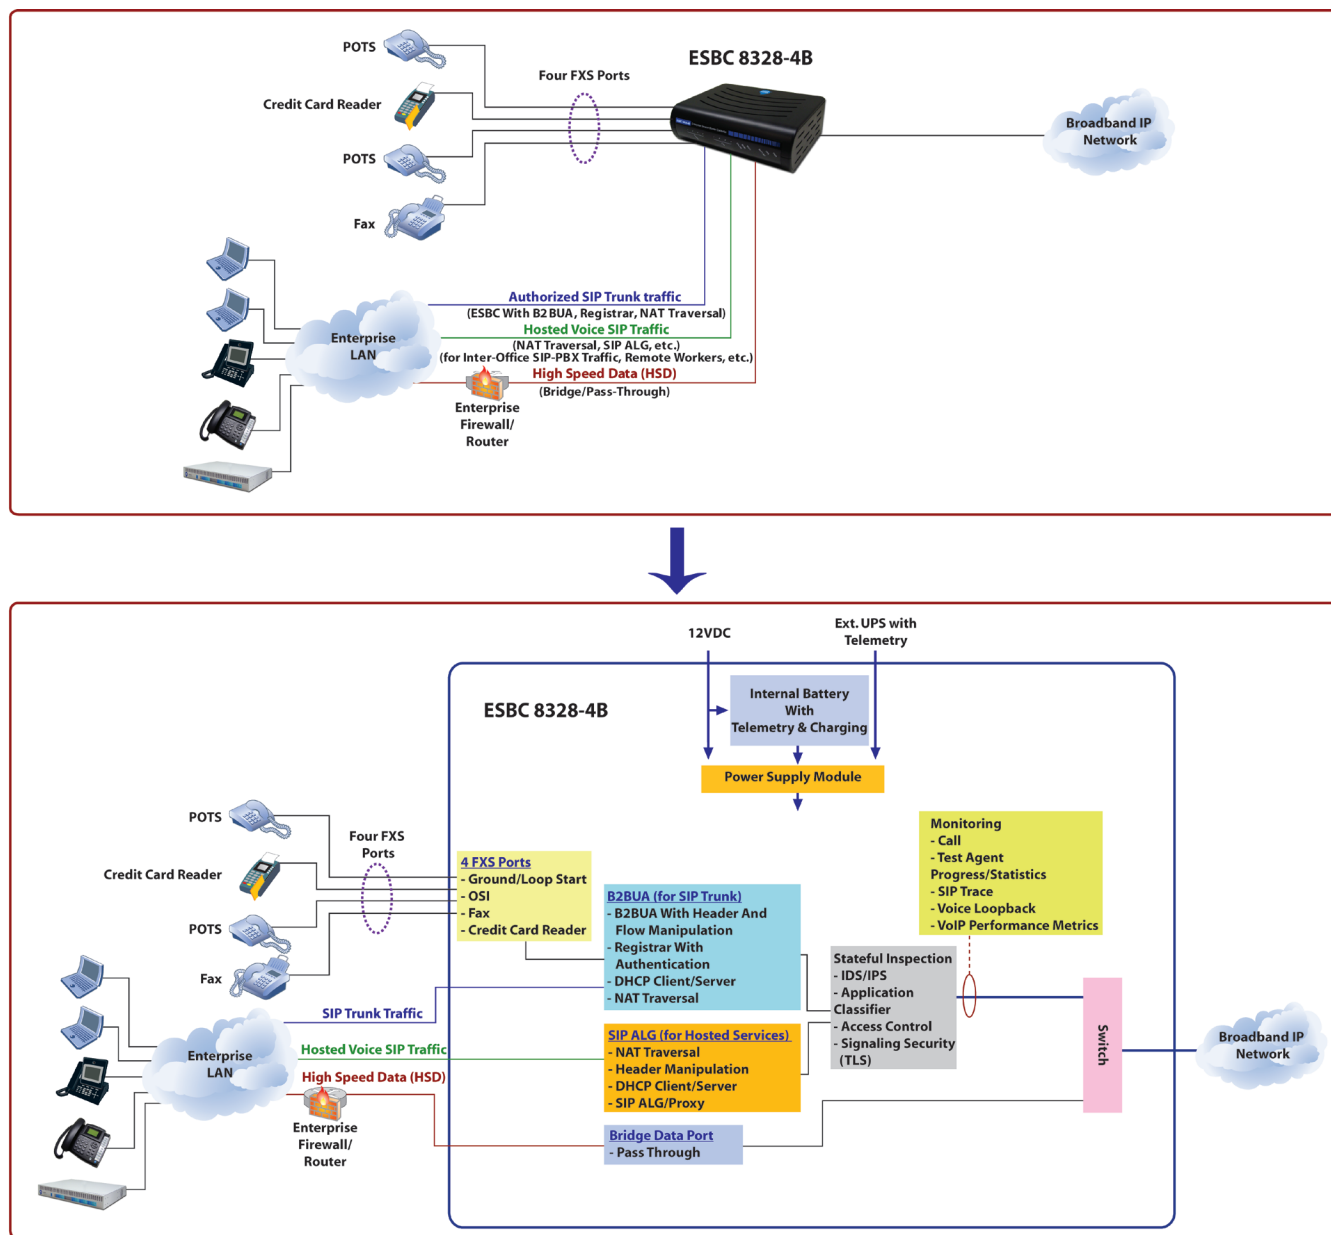 ESBC 8328-4B
POTS
Four FXS Ports
Credit Card Reader
Broadband IP
Network
POTS
Fax
Authorized SIP Trunk traffic
(ESBC With B2BUA, Registrar, NAT Traversal)
Hosted Voice SIP Traffic
Enterprise
LAN
(NAT Traversal, SIP ALG, etc.)
(for Inter-Office SIP-PBX Traffic, Remote Workers, etc.)
High Speed Data (HSD)
(Bridge/Pass-Through)
Enterprise
Firewall/
Router
12VDC
Ext. UPS with
Telemetry
ESBC 8328-4B
Internal Battery
With
Telemetry & Charging
Power Supply Module
POTS
Four FXS
Ports
Credit Card Reader
POTS
Fax
4 FXS Ports
- Ground/Loop Start
- OSI
- Fax
- Credit Card Reader
B2BUA (for SIP Trunk)
- B2BUA With Header And
Flow Manipulation
- Registrar With
Authentication
- DHCP Client/Server
- NAT Traversal
Monitoring
- Call
- Test Agent
Progress/Statistics
- SIP Trace
- Voice Loopback
- VoIP Performance Metrics
Stateful Inspection
- IDS/IPS
- Application
Classifier
- Access Control
- Signaling Security
(TLS)
SIP Trunk Traffic
Hosted Voice SIP Traffic
High Speed Data (HSD)
Enterprise
LAN
Enterprise
Firewall/
Router
SIP ALG (for Hosted Services)
- NAT Traversal
- Header Manipulation
- DHCP Client/Server
- SIP ALG/Proxy
Bridge Data Port
- Pass Through
Switch
Broadband IP
Network